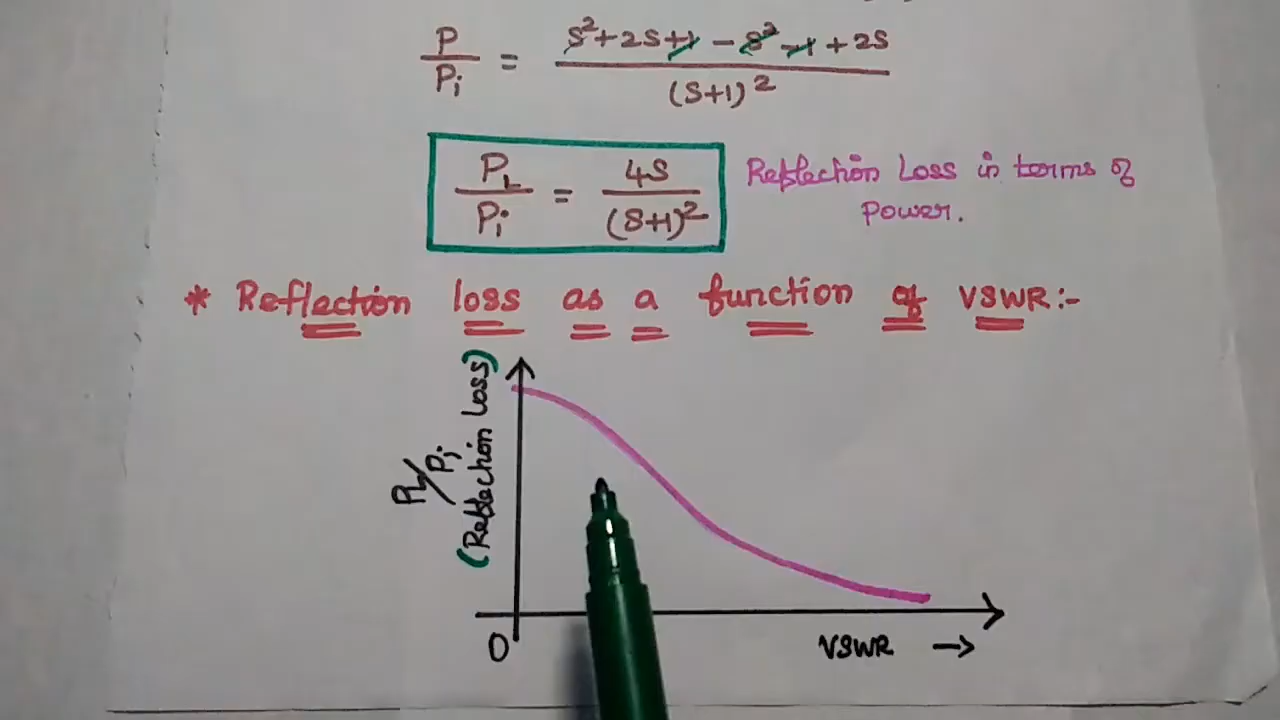 P/Pi = S²+2S+1 - S² - 1 + 2S / (S+1)²
PL/Pi = 4S/(S+1)² Reflection Loss in terms of
Power.
* Reflection loss as a function of VSWR:-
PL/Pi
(Reflection Loss)
0
VSWR →